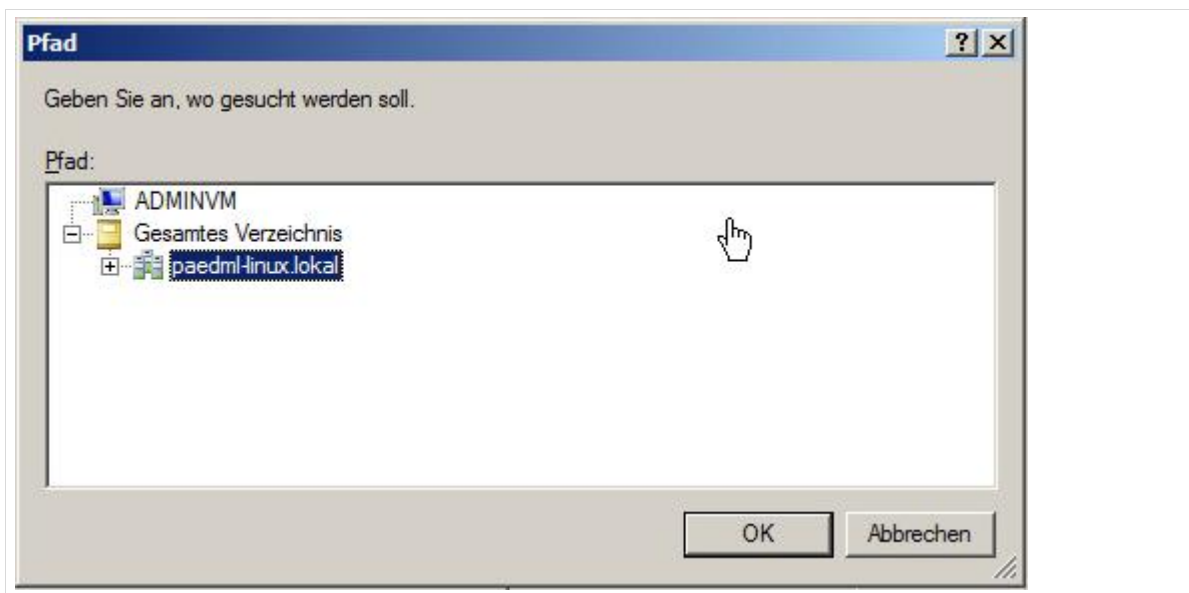 Pfad
Geben Sie an, wo gesucht werden soll.
Pfad:
ADMINVM
Gesamtes Verzeichnis
paedml-linux.lokal
OK Abbrechen